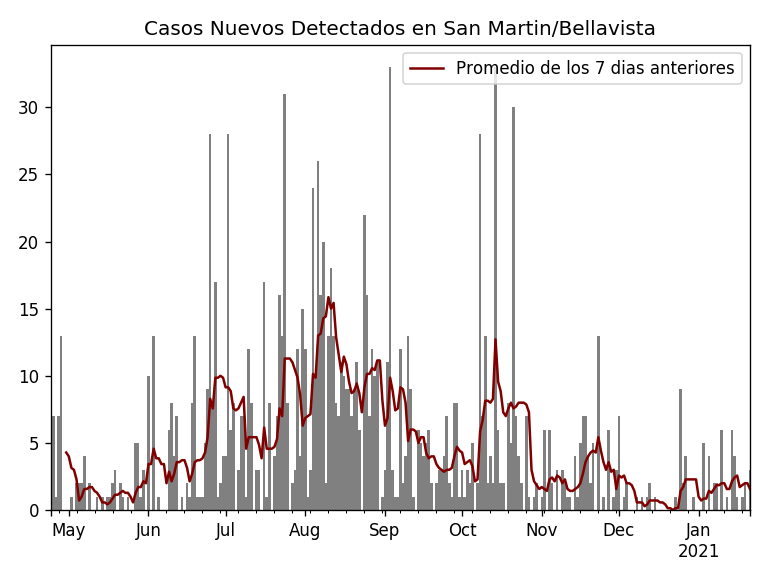 Casos Nuevos Detectados en San Martin/Bellavista
Promedio de los 7 dias anteriores
30
25
20
15
10
5
0
May Jun Jul Aug Sep Oct Nov Dec Jan
2021